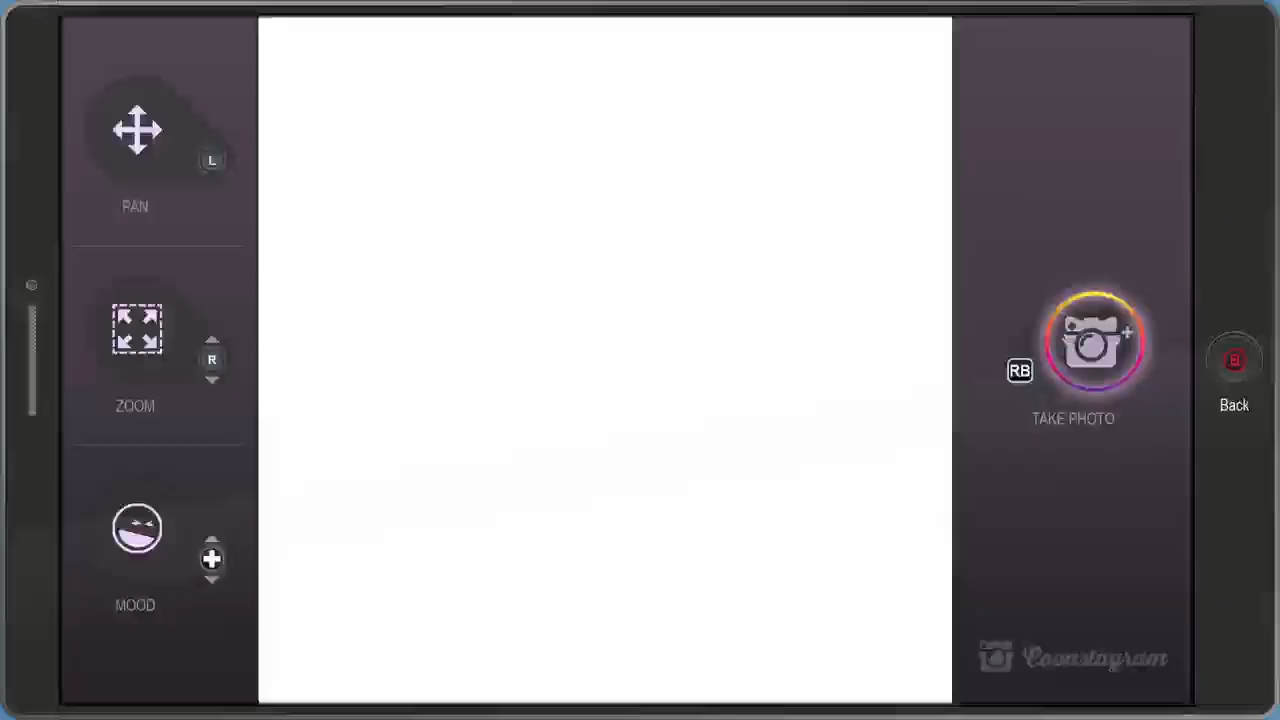 L
PAN
R
ZOOM
MOOD
RB
TAKE PHOTO
B
Back
Coonstagram